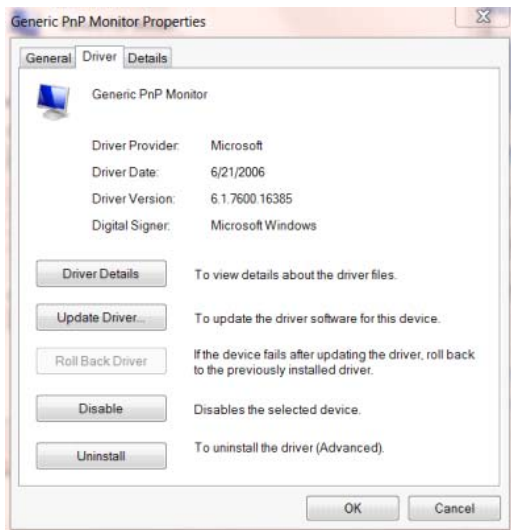 Generic PnP Monitor Properties
General Driver Details
Generic PnP Monitor
Driver Provider: Microsoft
Driver Date: 6/21/2006
Driver Version: 6.1.7600.16385
Digital Signer: Microsoft Windows
Driver Details To view details about the driver files.
Update Driver... To update the driver software for this device.
Roll Back Driver If the device fails after updating the driver, roll back
to the previously installed driver.
Disable Disables the selected device.
Uninstall To uninstall the driver (Advanced).
OK Cancel